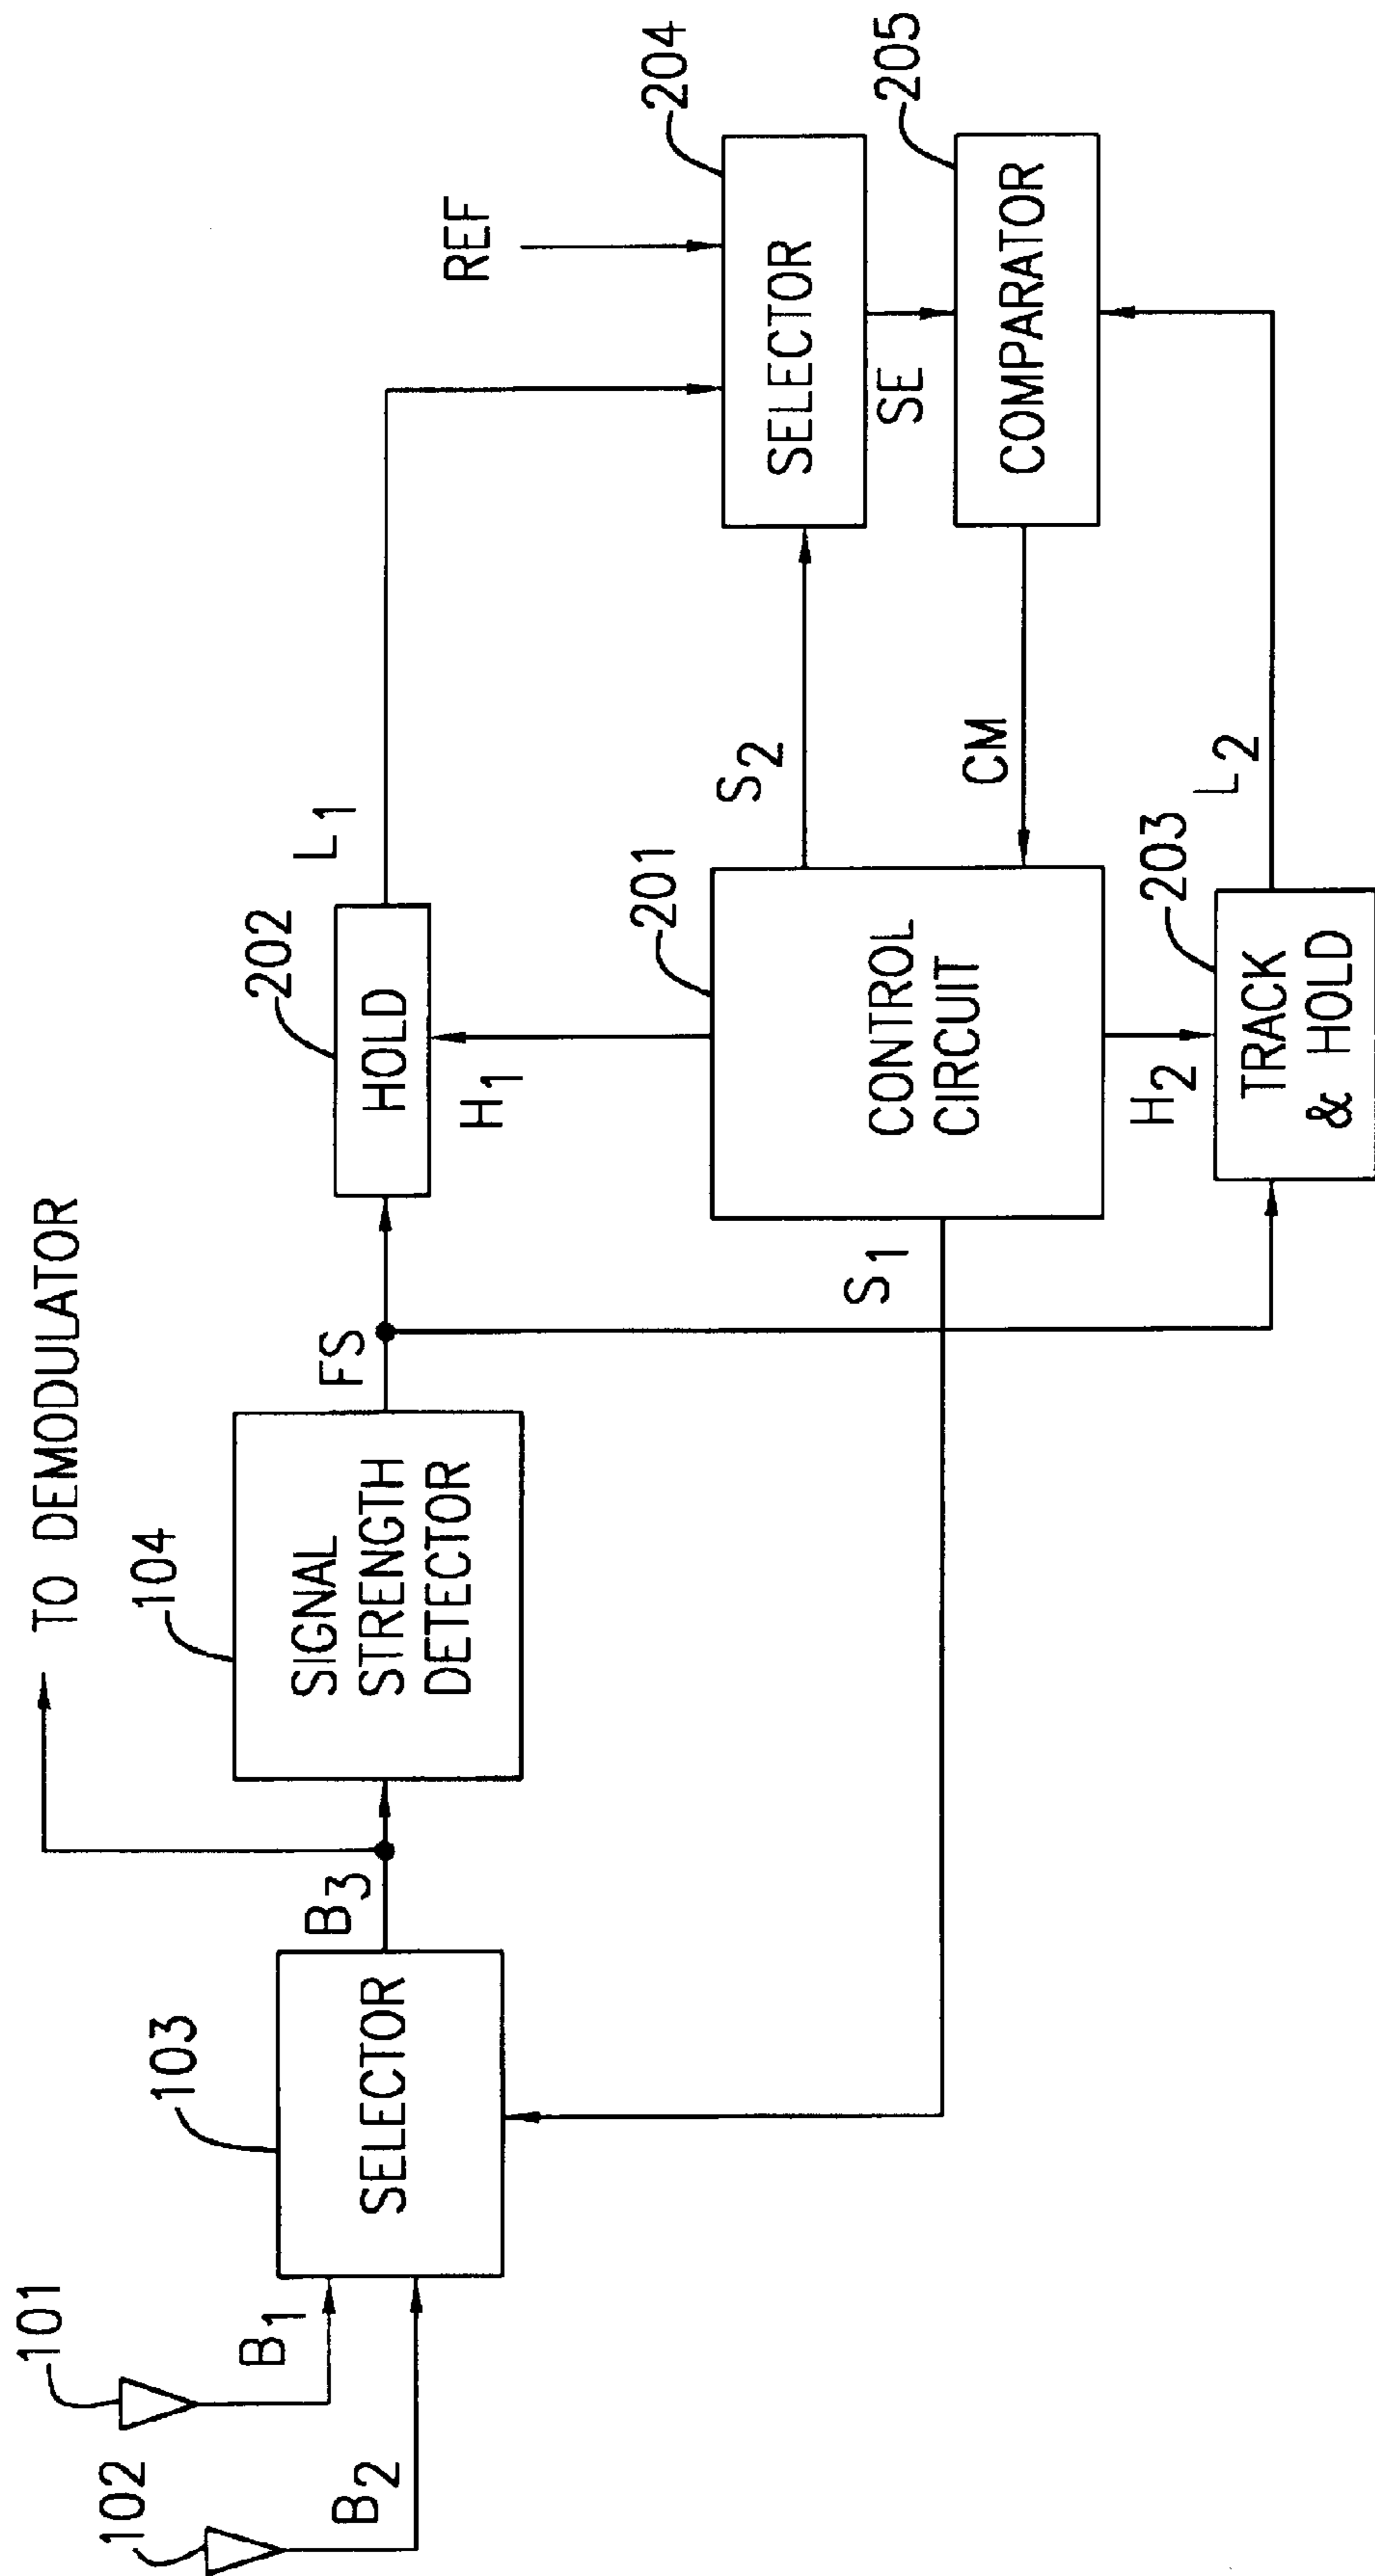 TO DEMODULATOR
101
102
B1
B2
103
SELECTOR
B3
104
SIGNAL
STRENGTH
DETECTOR
FS
202
HOLD
L1
H1
REF
204
SELECTOR
SE
205
COMPARATOR
S2
CM
201
CONTROL
CIRCUIT
S1
H2
203
TRACK
& HOLD
L2